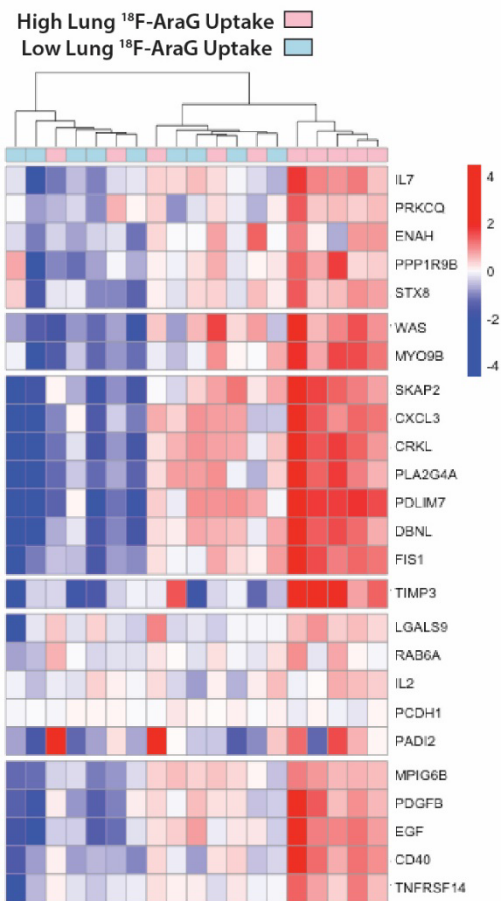 High Lung ¹⁸F-AraG Uptake
Low Lung ¹⁸F-AraG Uptake
IL7
PRKCQ
ENAH
PPP1R9B
STX8
WAS
MYO9B
SKAP2
CXCL3
CRKL
PLA2G4A
PDLIM7
DBNL
FIS1
TIMP3
LGALS9
RAB6A
IL2
PCDH1
PADI2
MPIG6B
PDGFB
EGF
CD40
TNFRSF14
4
2
0
-2
-4